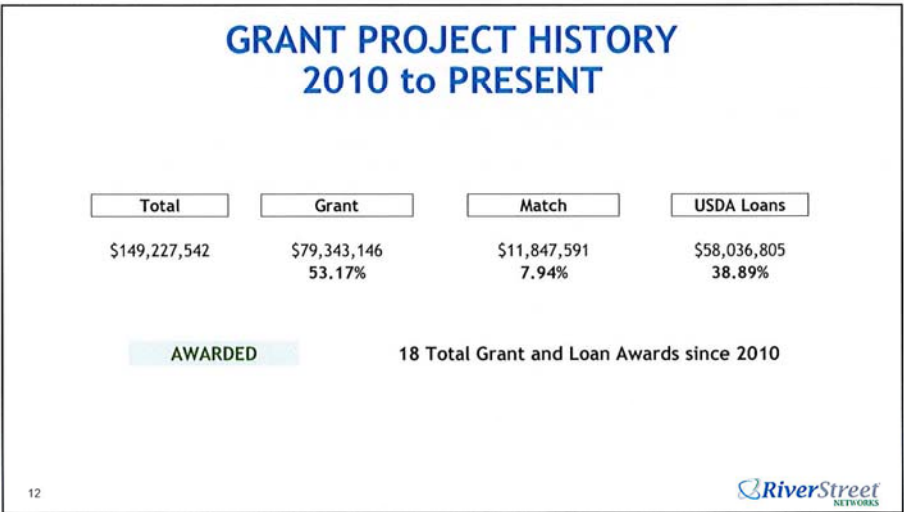 GRANT PROJECT HISTORY
2010 to PRESENT
Total Grant Match USDA Loans
$149,227,542 $79,343,146 $11,847,591 $58,036,805
53.17% 7.94% 38.89%
AWARDED 18 Total Grant and Loan Awards since 2010
12
RiverStreet
NETWORKS